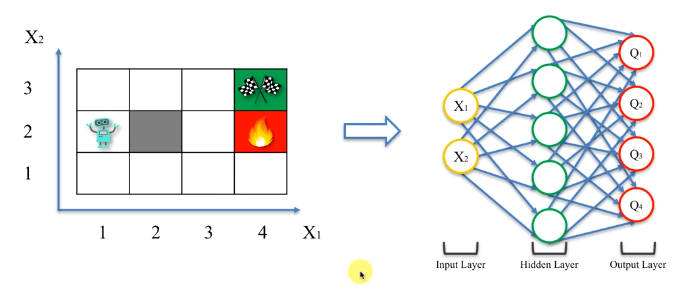 X2
3
2
1
1 2 3 4 X1
X1
X2
Q1
Q2
Q3
Q4
Input Layer Hidden Layer Output Layer